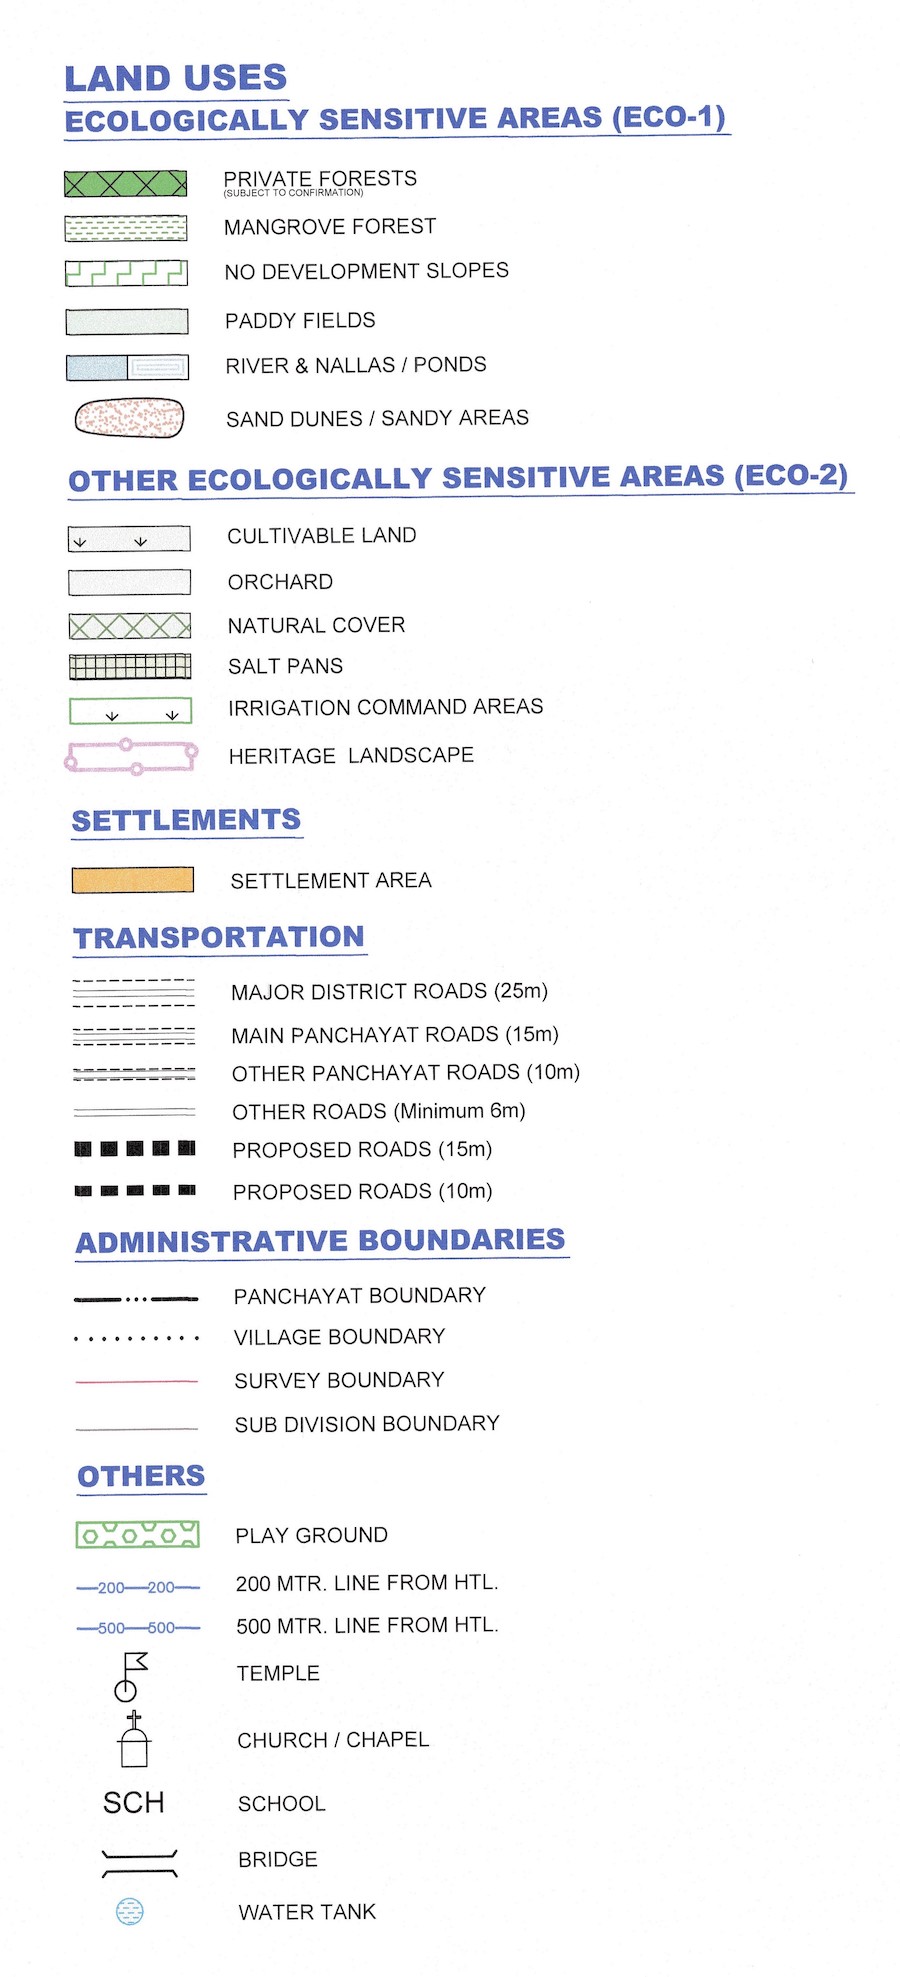 LAND USES
ECOLOGICALLY SENSITIVE AREAS (ECO-1)
PRIVATE FORESTS
(SUBJECT TO CONFIRMATION)
MANGROVE FOREST
NO DEVELOPMENT SLOPES
PADDY FIELDS
RIVER & NALLAS / PONDS
SAND DUNES / SANDY AREAS
OTHER ECOLOGICALLY SENSITIVE AREAS (ECO-2)
CULTIVABLE LAND
ORCHARD
NATURAL COVER
SALT PANS
IRRIGATION COMMAND AREAS
HERITAGE LANDSCAPE
SETTLEMENTS
SETTLEMENT AREA
TRANSPORTATION
MAJOR DISTRICT ROADS (25m)
MAIN PANCHAYAT ROADS (15m)
OTHER PANCHAYAT ROADS (10m)
OTHER ROADS (Minimum 6m)
PROPOSED ROADS (15m)
PROPOSED ROADS (10m)
ADMINISTRATIVE BOUNDARIES
PANCHAYAT BOUNDARY
VILLAGE BOUNDARY
SURVEY BOUNDARY
SUB DIVISION BOUNDARY
OTHERS
PLAY GROUND
200 200 200 MTR. LINE FROM HTL.
500 500 500 MTR. LINE FROM HTL.
TEMPLE
CHURCH / CHAPEL
SCH SCHOOL
BRIDGE
WATER TANK